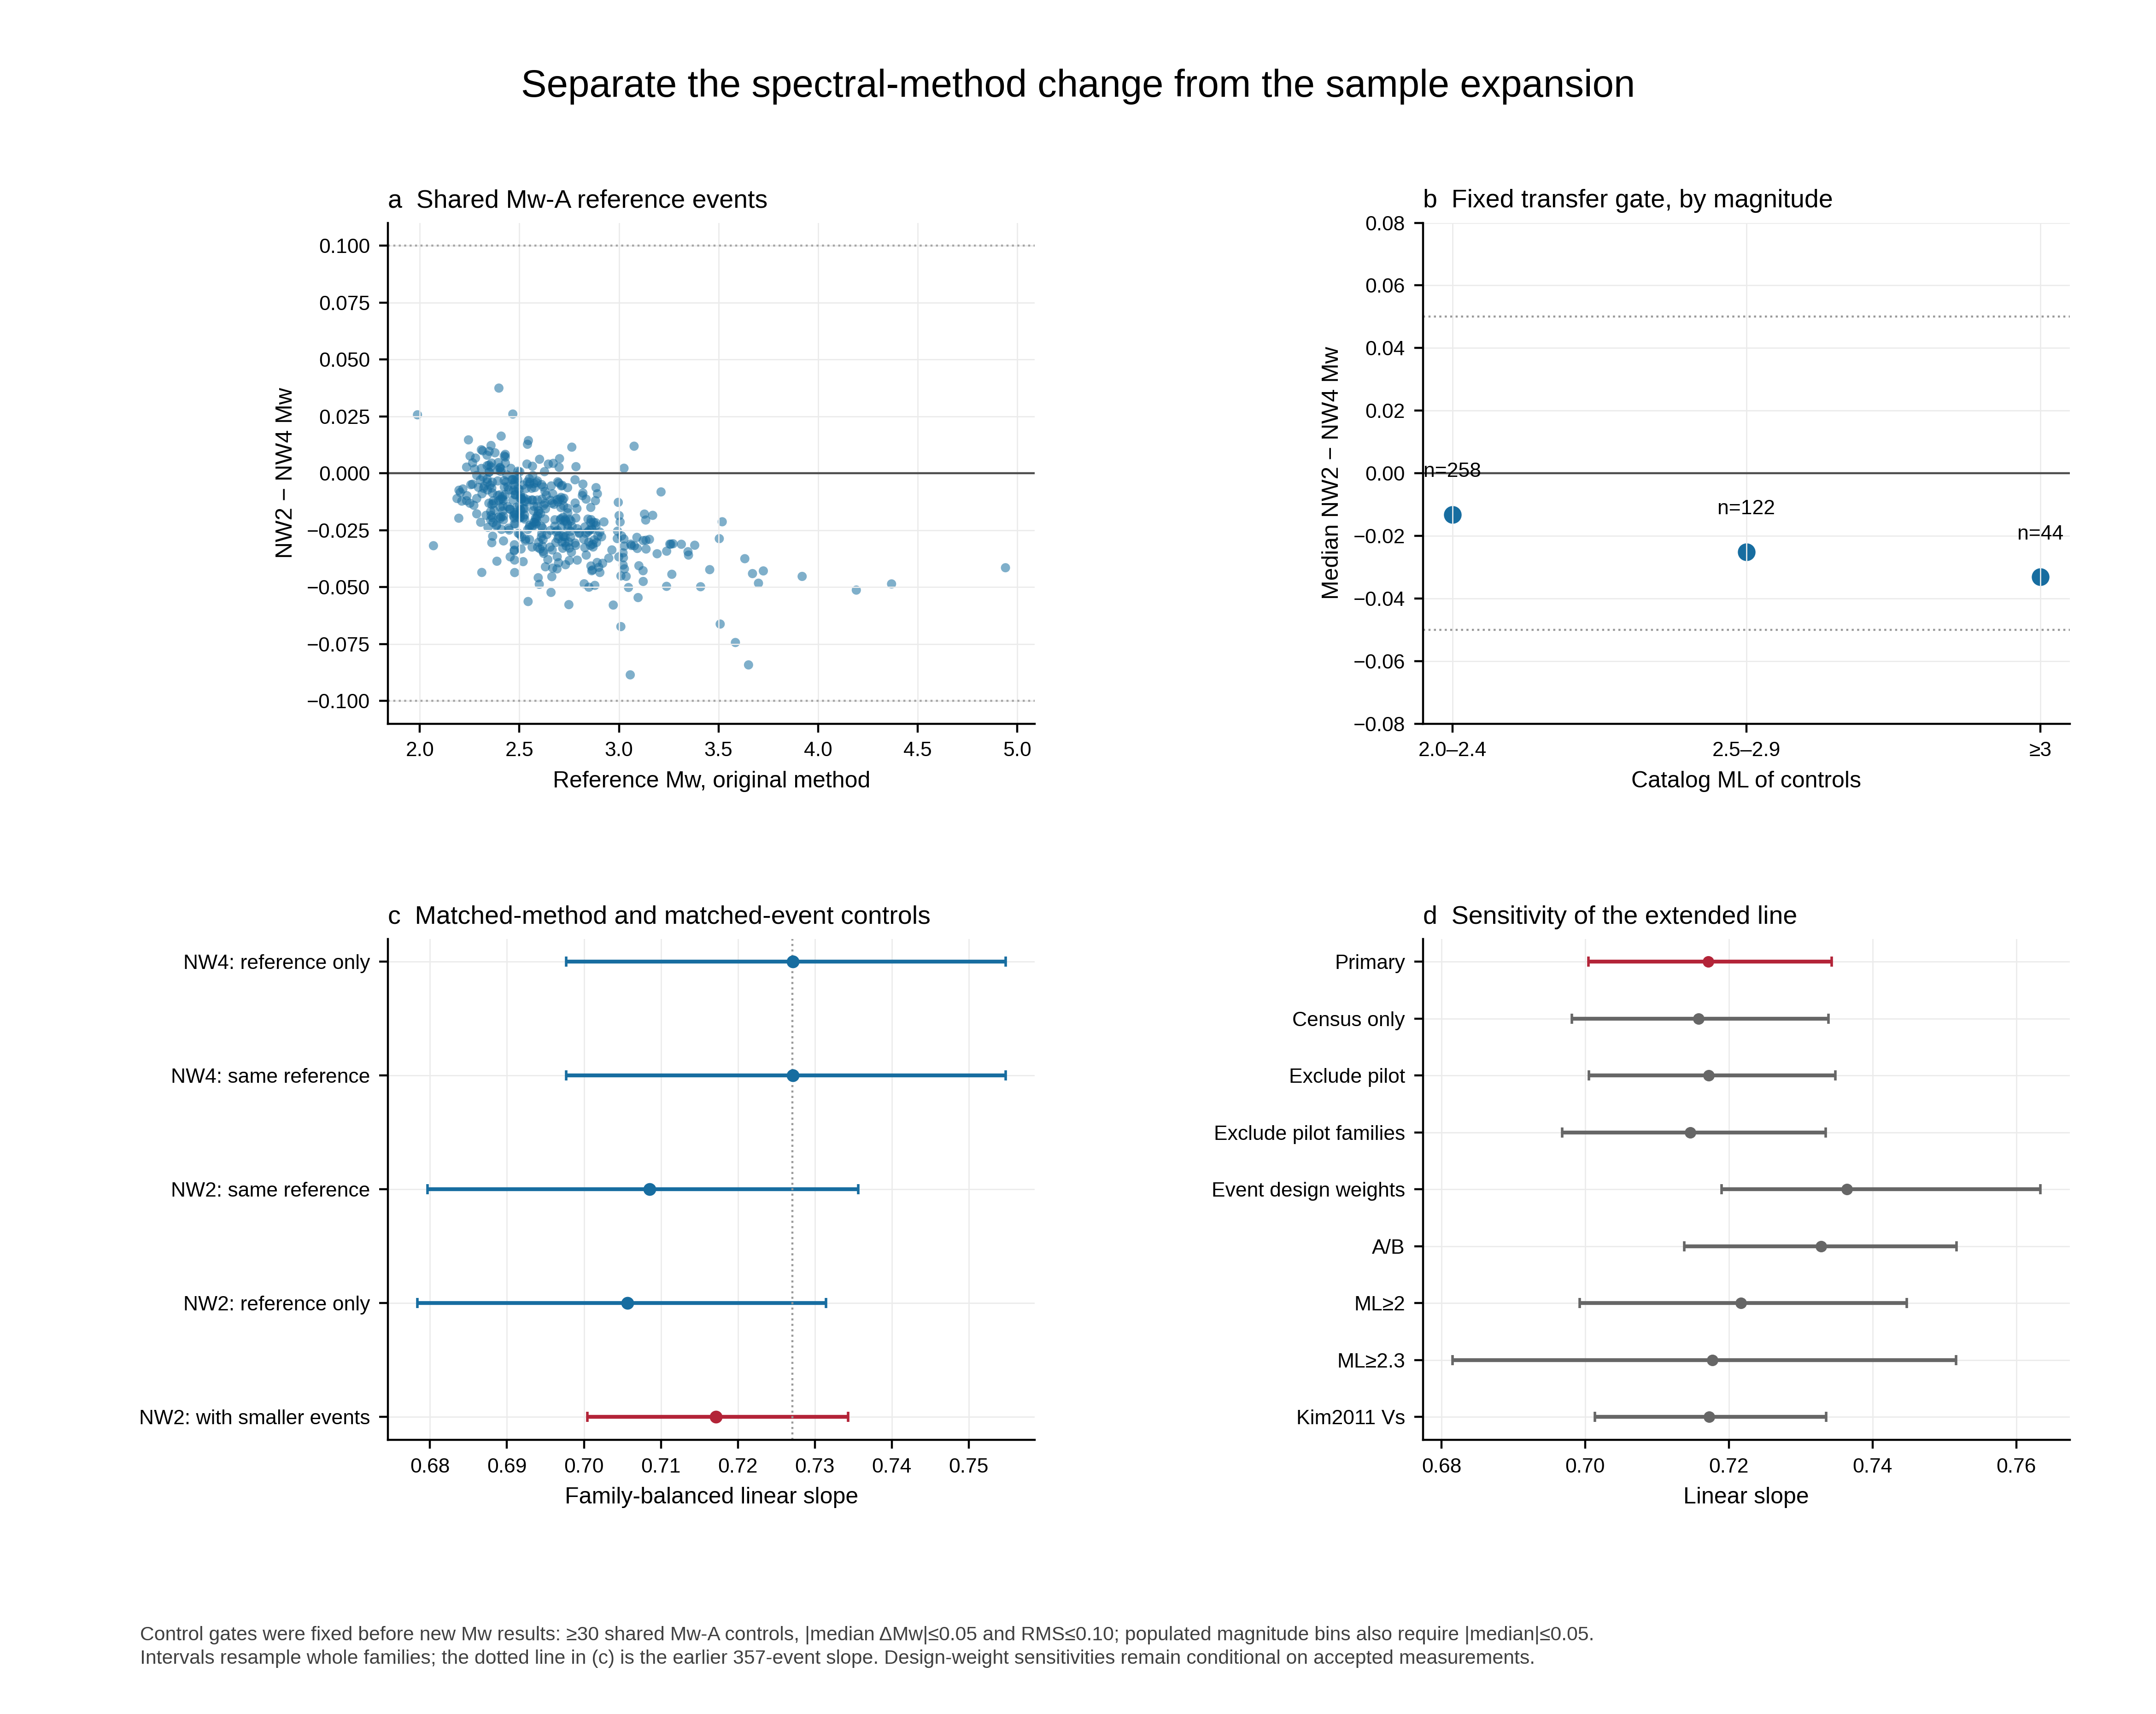 Separate the spectral-method change from the sample expansion
a Shared Mw-A reference events
0.100
0.075
0.050
0.025
0.000
−0.025
−0.050
−0.075
−0.100
NW2 − NW4 Mw
2.0 2.5 3.0 3.5 4.0 4.5 5.0
Reference Mw, original method
b Fixed transfer gate, by magnitude
0.08
0.06
0.04
0.02
0.00
−0.02
−0.04
−0.06
−0.08
Median NW2 − NW4 Mw
n=258
n=122
n=44
2.0–2.4 2.5–2.9 ≥3
Catalog ML of controls
c Matched-method and matched-event controls
NW4: reference only
NW4: same reference
NW2: same reference
NW2: reference only
NW2: with smaller events
0.68 0.69 0.70 0.71 0.72 0.73 0.74 0.75
Family-balanced linear slope
d Sensitivity of the extended line
Primary
Census only
Exclude pilot
Exclude pilot families
Event design weights
A/B
ML≥2
ML≥2.3
Kim2011 Vs
0.68 0.70 0.72 0.74 0.76
Linear slope
Control gates were fixed before new Mw results: ≥30 shared Mw-A controls, |median ΔMw|≤0.05 and RMS≤0.10; populated magnitude bins also require |median|≤0.05.
Intervals resample whole families; the dotted line in (c) is the earlier 357-event slope. Design-weight sensitivities remain conditional on accepted measurements.